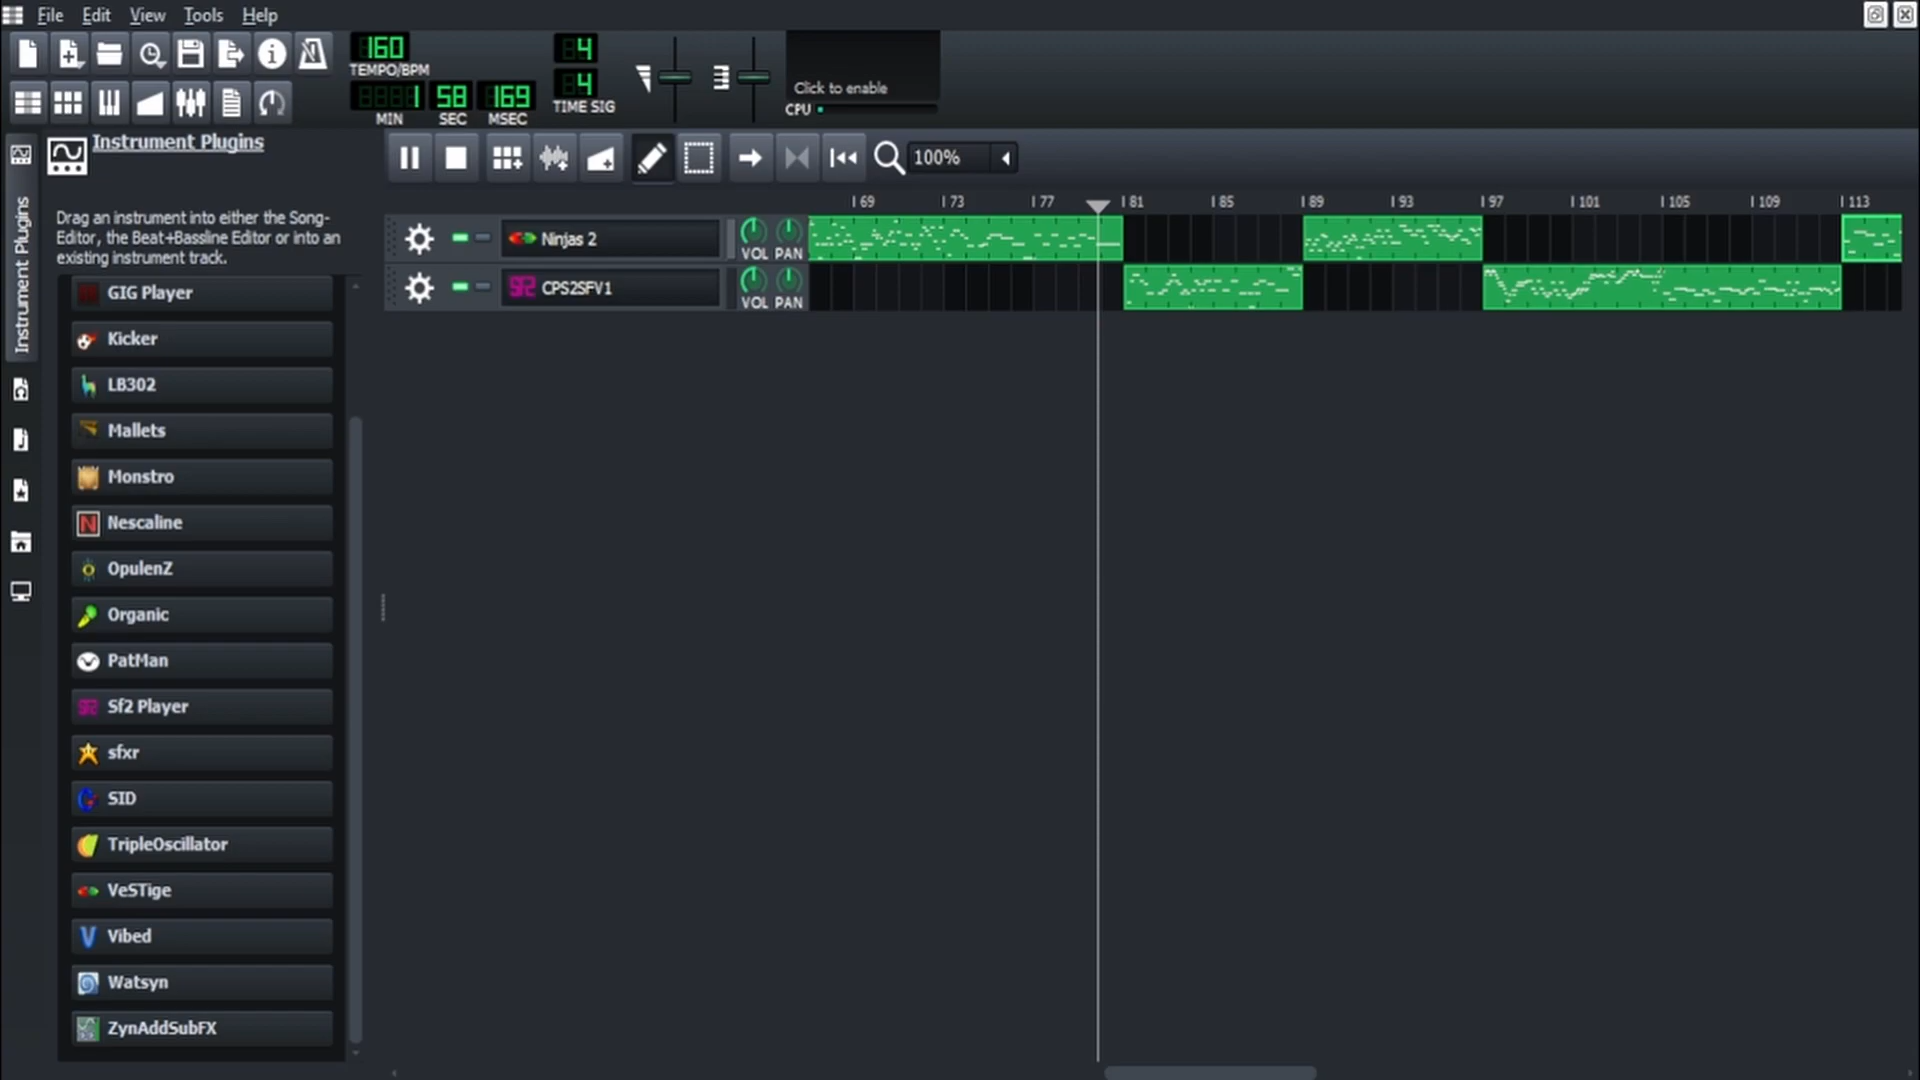 File Edit View Tools Help
160
TEMPO/BPM
1 58 169
MIN SEC MSEC
4
4
TIME SIG
Click to enable
CPU
Instrument Plugins
Instrument Plugins
Drag an instrument into either the Song-
Editor, the Beat+Bassline Editor or into an
existing instrument track.
GIG Player
Kicker
LB302
Mallets
Monstro
Nescaline
OpulenZ
Organic
PatMan
Sf2 Player
sfxr
SID
TripleOscillator
VeSTige
Vibed
Watsyn
ZynAddSubFX
100%
69 73 77 81 85 89 93 97 101 105 109 113
Ninjas 2
VOL PAN
CPS2SFV1
VOL PAN